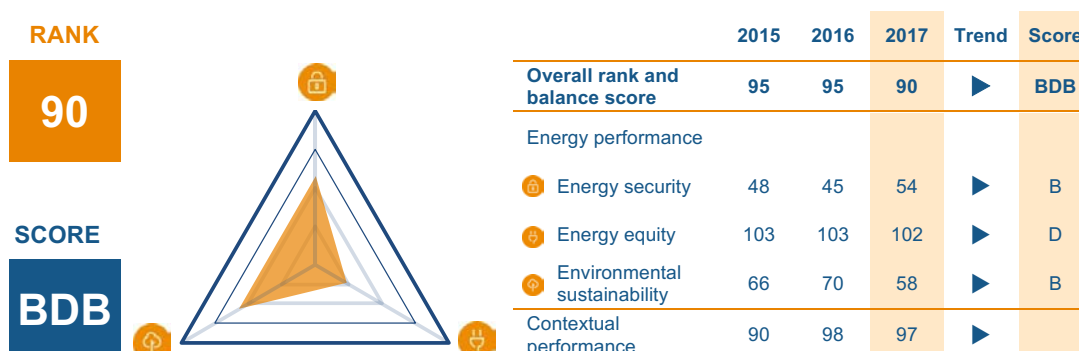 RANK
90
SCORE
BDB
2015 2016 2017 Trend Score
Overall rank and
balance score 95 95 90 BDB
Energy performance
Energy security 48 45 54 B
Energy equity 103 103 102 D
Environmental
sustainability 66 70 58 B
Contextual
performance 90 98 97